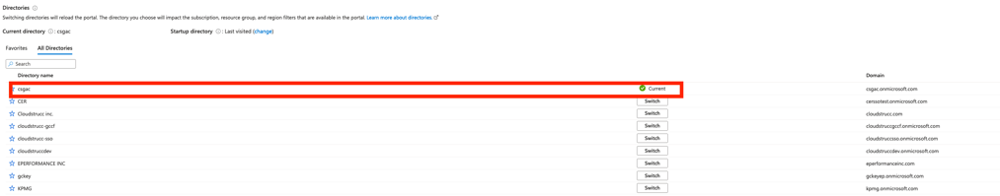 Directories
Switching directories will reload the portal. The directory you choose will impact the subscription, resource group, and region filters that are available in the portal. Learn more about directories.
Current directory : csgac Startup directory : Last visited (change)
Favorites All Directories
Search
Directory name Domain
csgac Current csgac.onmicrosoft.com
CER Switch cerssotest.onmicrosoft.com
Cloudstrucc inc. Switch cloudstrucc.com
cloudstrucc-gccf Switch cloudstruccgccf.onmicrosoft.com
cloudstrucc-sso Switch cloudstruccsso.onmicrosoft.com
cloudstruccdev Switch cloudstruccdev.onmicrosoft.com
EPERFORMANCE INC Switch eperformanceinc.com
gckey Switch gckeyep.onmicrosoft.com
KPMG Switch kpmg.onmicrosoft.com